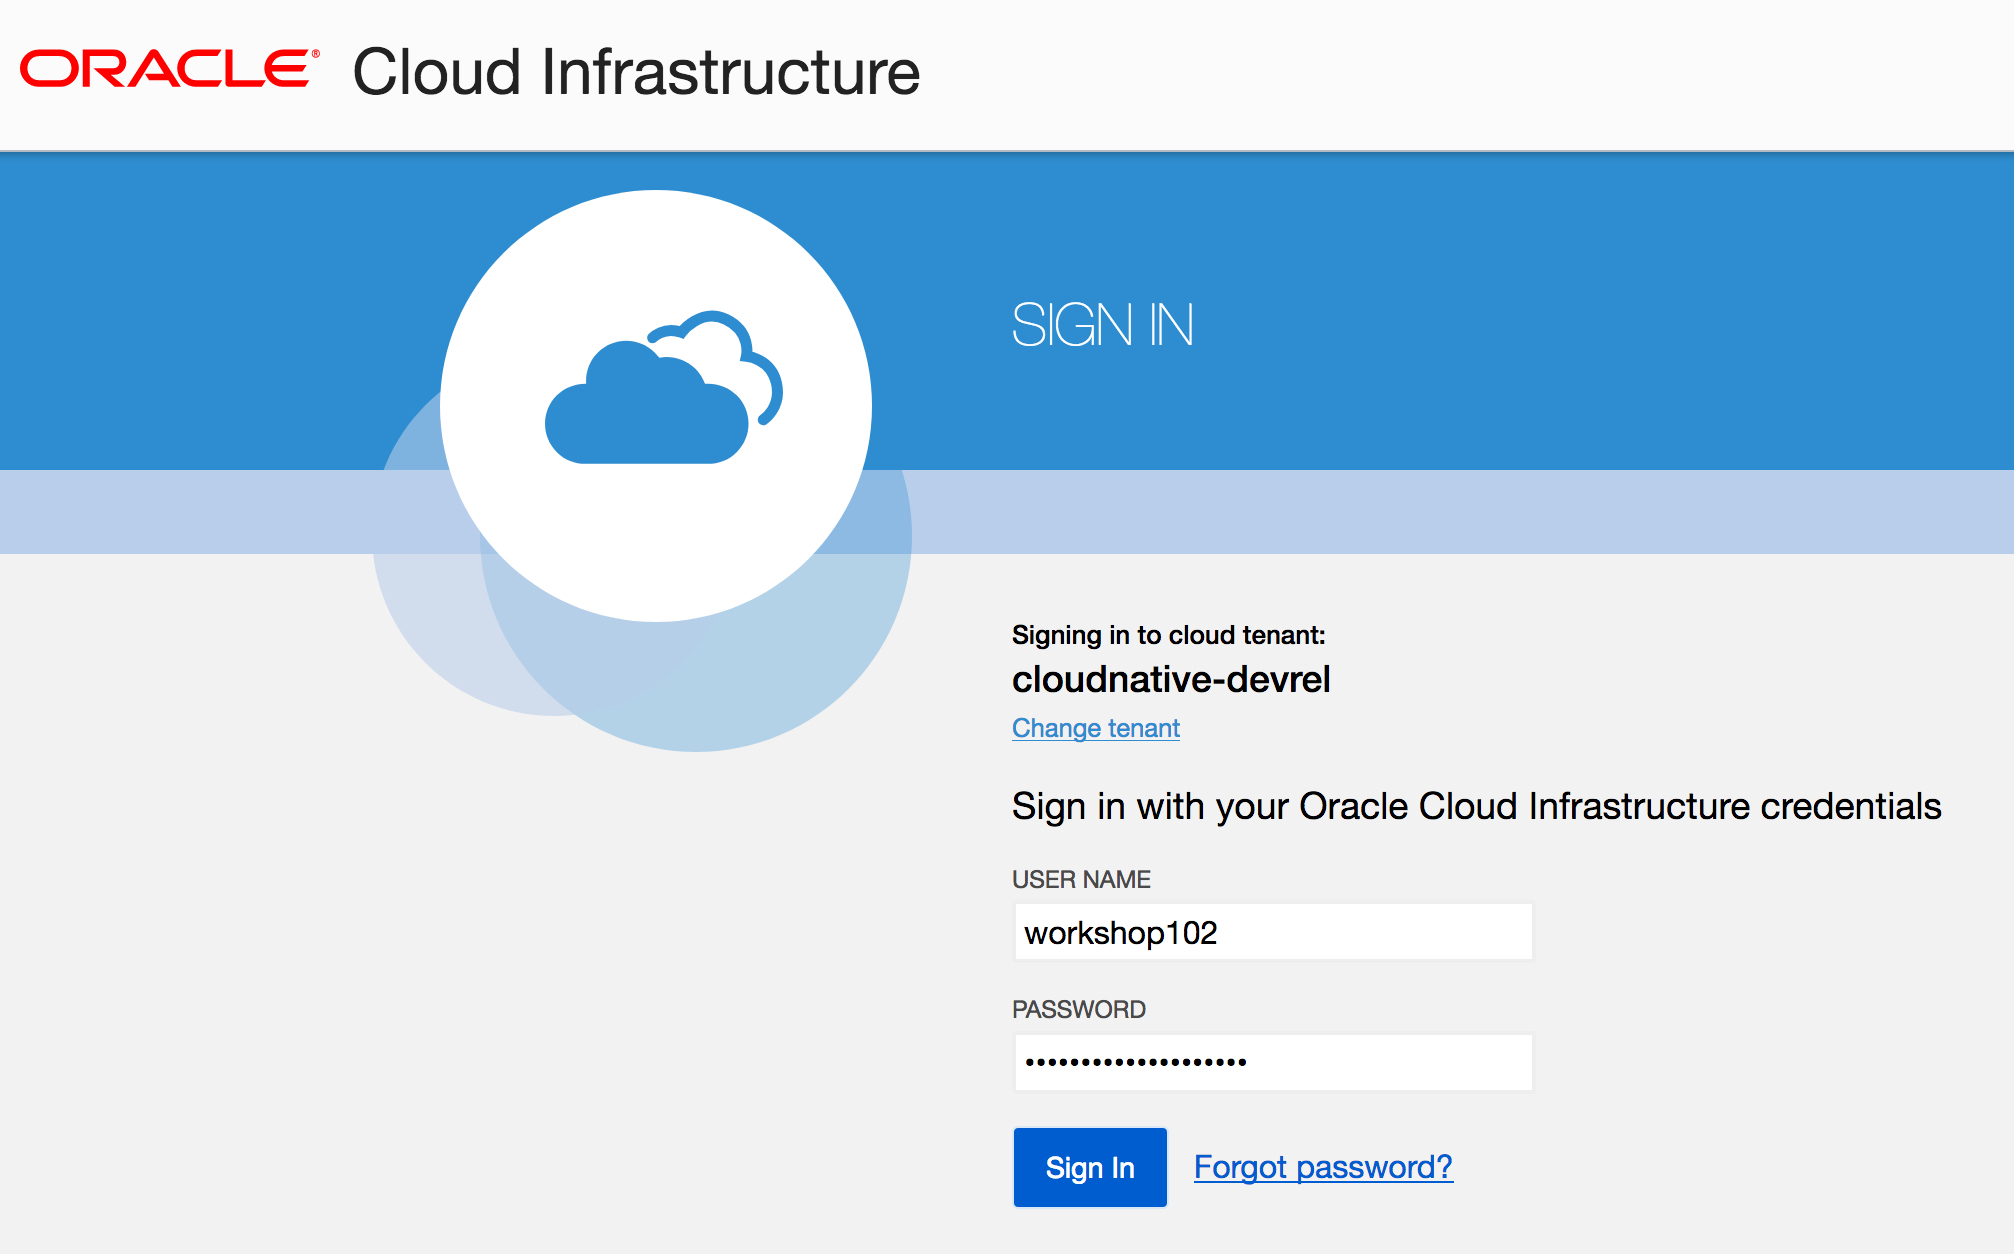 ORACLE® Cloud Infrastructure
SIGN IN
Signing in to cloud tenant:
cloudnative-devrel
Change tenant
Sign in with your Oracle Cloud Infrastructure credentials
USER NAME
workshop102
PASSWORD
••••••••••••••••••••
Sign In Forgot password?